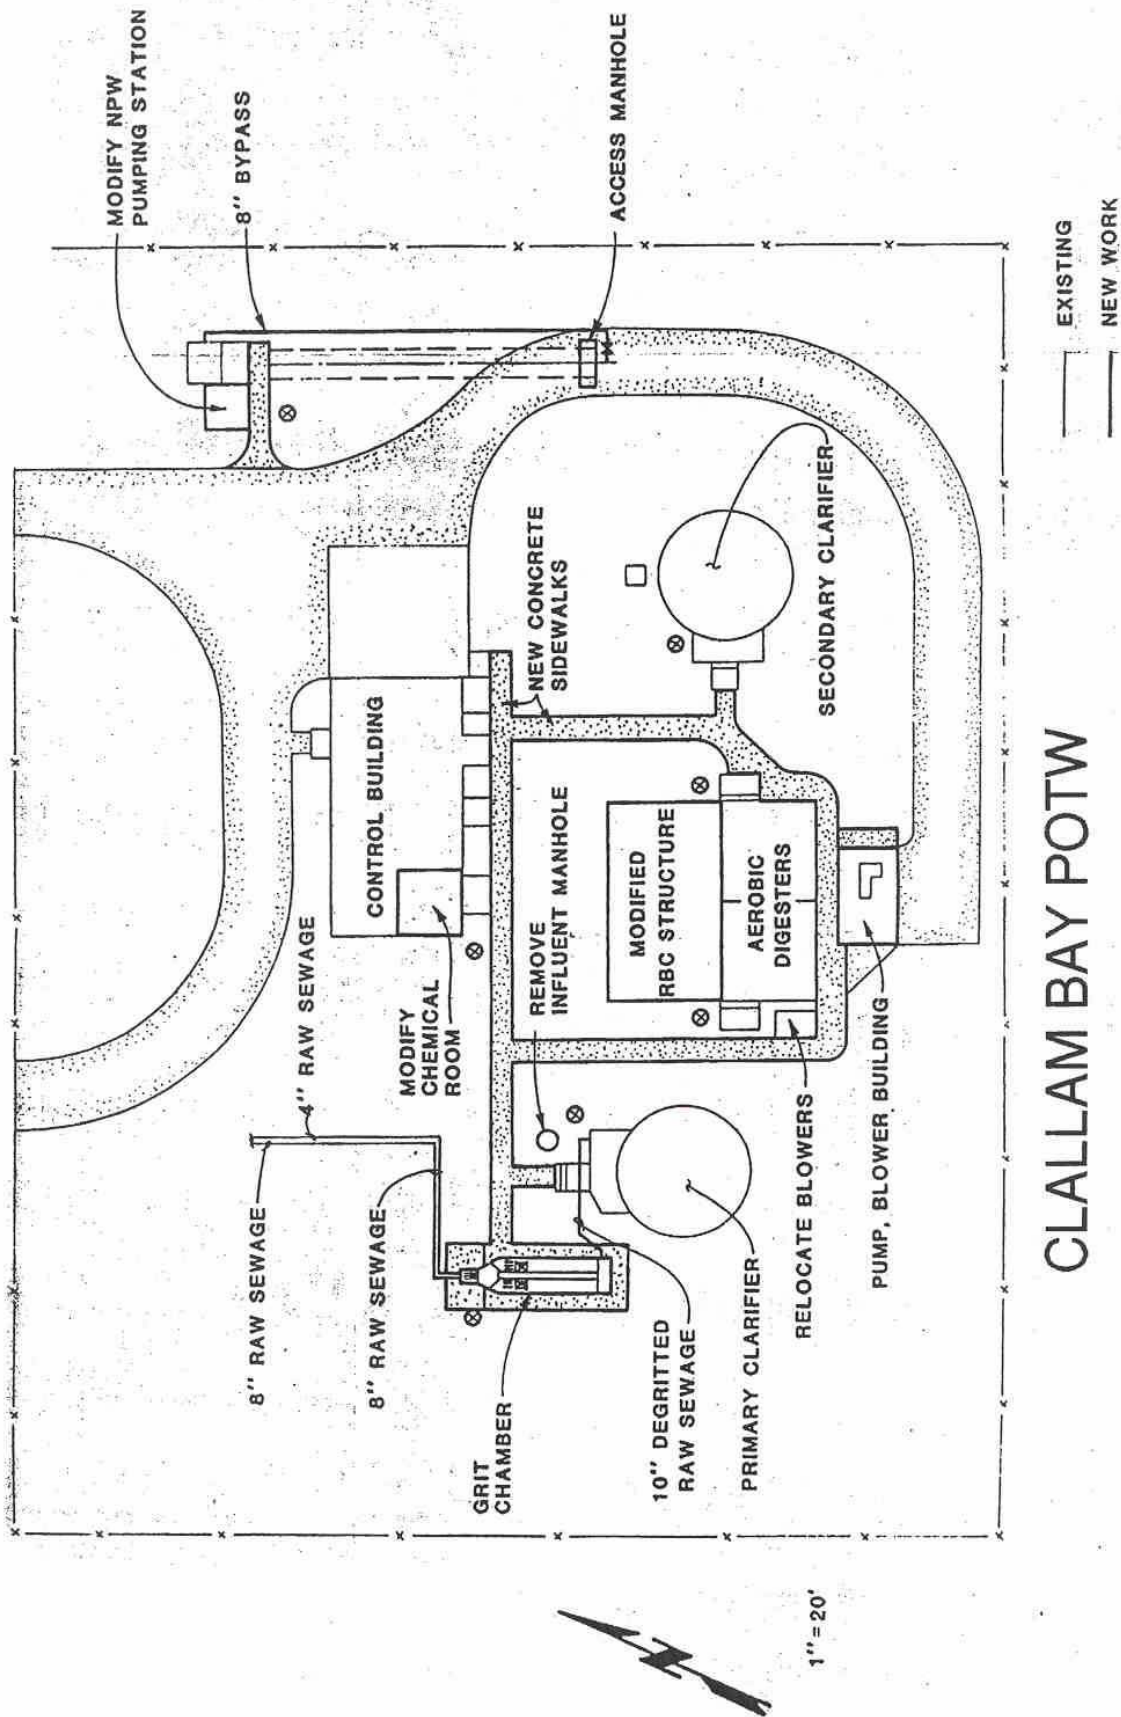 MODIFY NPW
PUMPING STATION
8" BYPASS
ACCESS MANHOLE
NEW CONCRETE
SIDEWALKS
SECONDARY CLARIFIER
CONTROL BUILDING
MODIFY
CHEMICAL
ROOM
REMOVE
INFLUENT MANHOLE
MODIFIED
RBC STRUCTURE
AEROBIC
DIGESTERS
4" RAW SEWAGE
8" RAW SEWAGE
8" RAW SEWAGE
GRIT
CHAMBER
10" DEGRITTED
RAW SEWAGE
PRIMARY CLARIFIER
RELOCATE BLOWERS
PUMP, BLOWER BUILDING
N
1"=20'
EXISTING
NEW WORK
CLALLAM BAY POTW